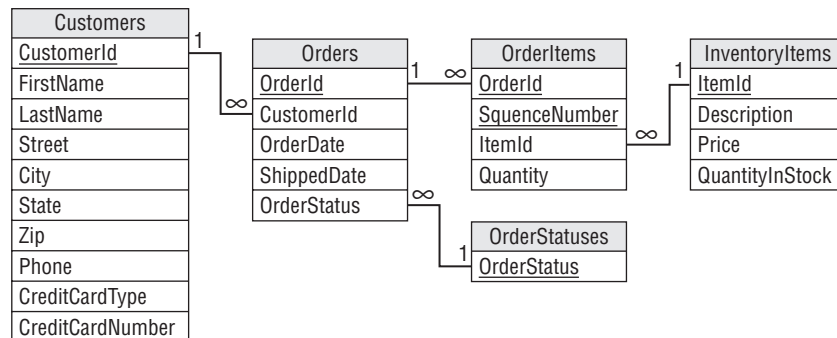 Customers
CustomerId
FirstName
LastName
Street
City
State
Zip
Phone
CreditCardType
CreditCardNumber
1
∞
Orders
OrderId
CustomerId
OrderDate
ShippedDate
OrderStatus
1
∞
∞
1
OrderItems
OrderId
SquenceNumber
ItemId
Quantity
∞
1
OrderStatuses
OrderStatus
InventoryItems
ItemId
Description
Price
QuantityInStock